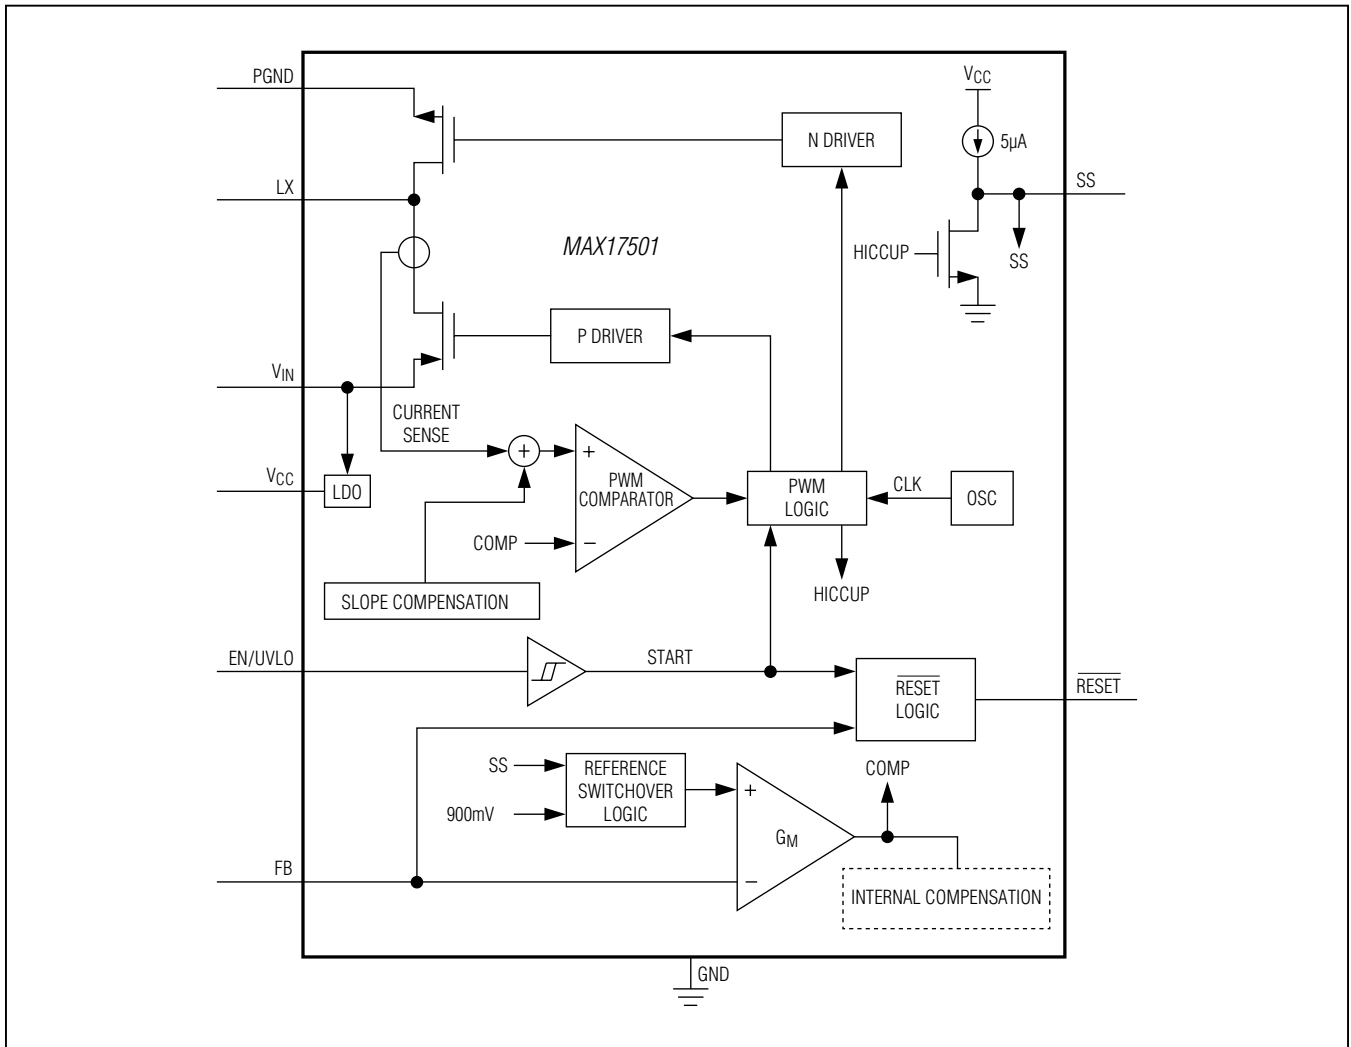 PGND
VCC
N DRIVER
5µA
LX
SS
MAX17501
HICCUP
SS
P DRIVER
VIN
CURRENT
SENSE
+
+
PWM
COMPARATOR
VCC
LDO
PWM
LOGIC
CLK
OSC
COMP
−
HICCUP
SLOPE COMPENSATION
EN/UVLO
START
RESET
LOGIC
RESET
SS
REFERENCE
SWITCHOVER
LOGIC
COMP
+
900mV
GM
FB
−
INTERNAL COMPENSATION
GND